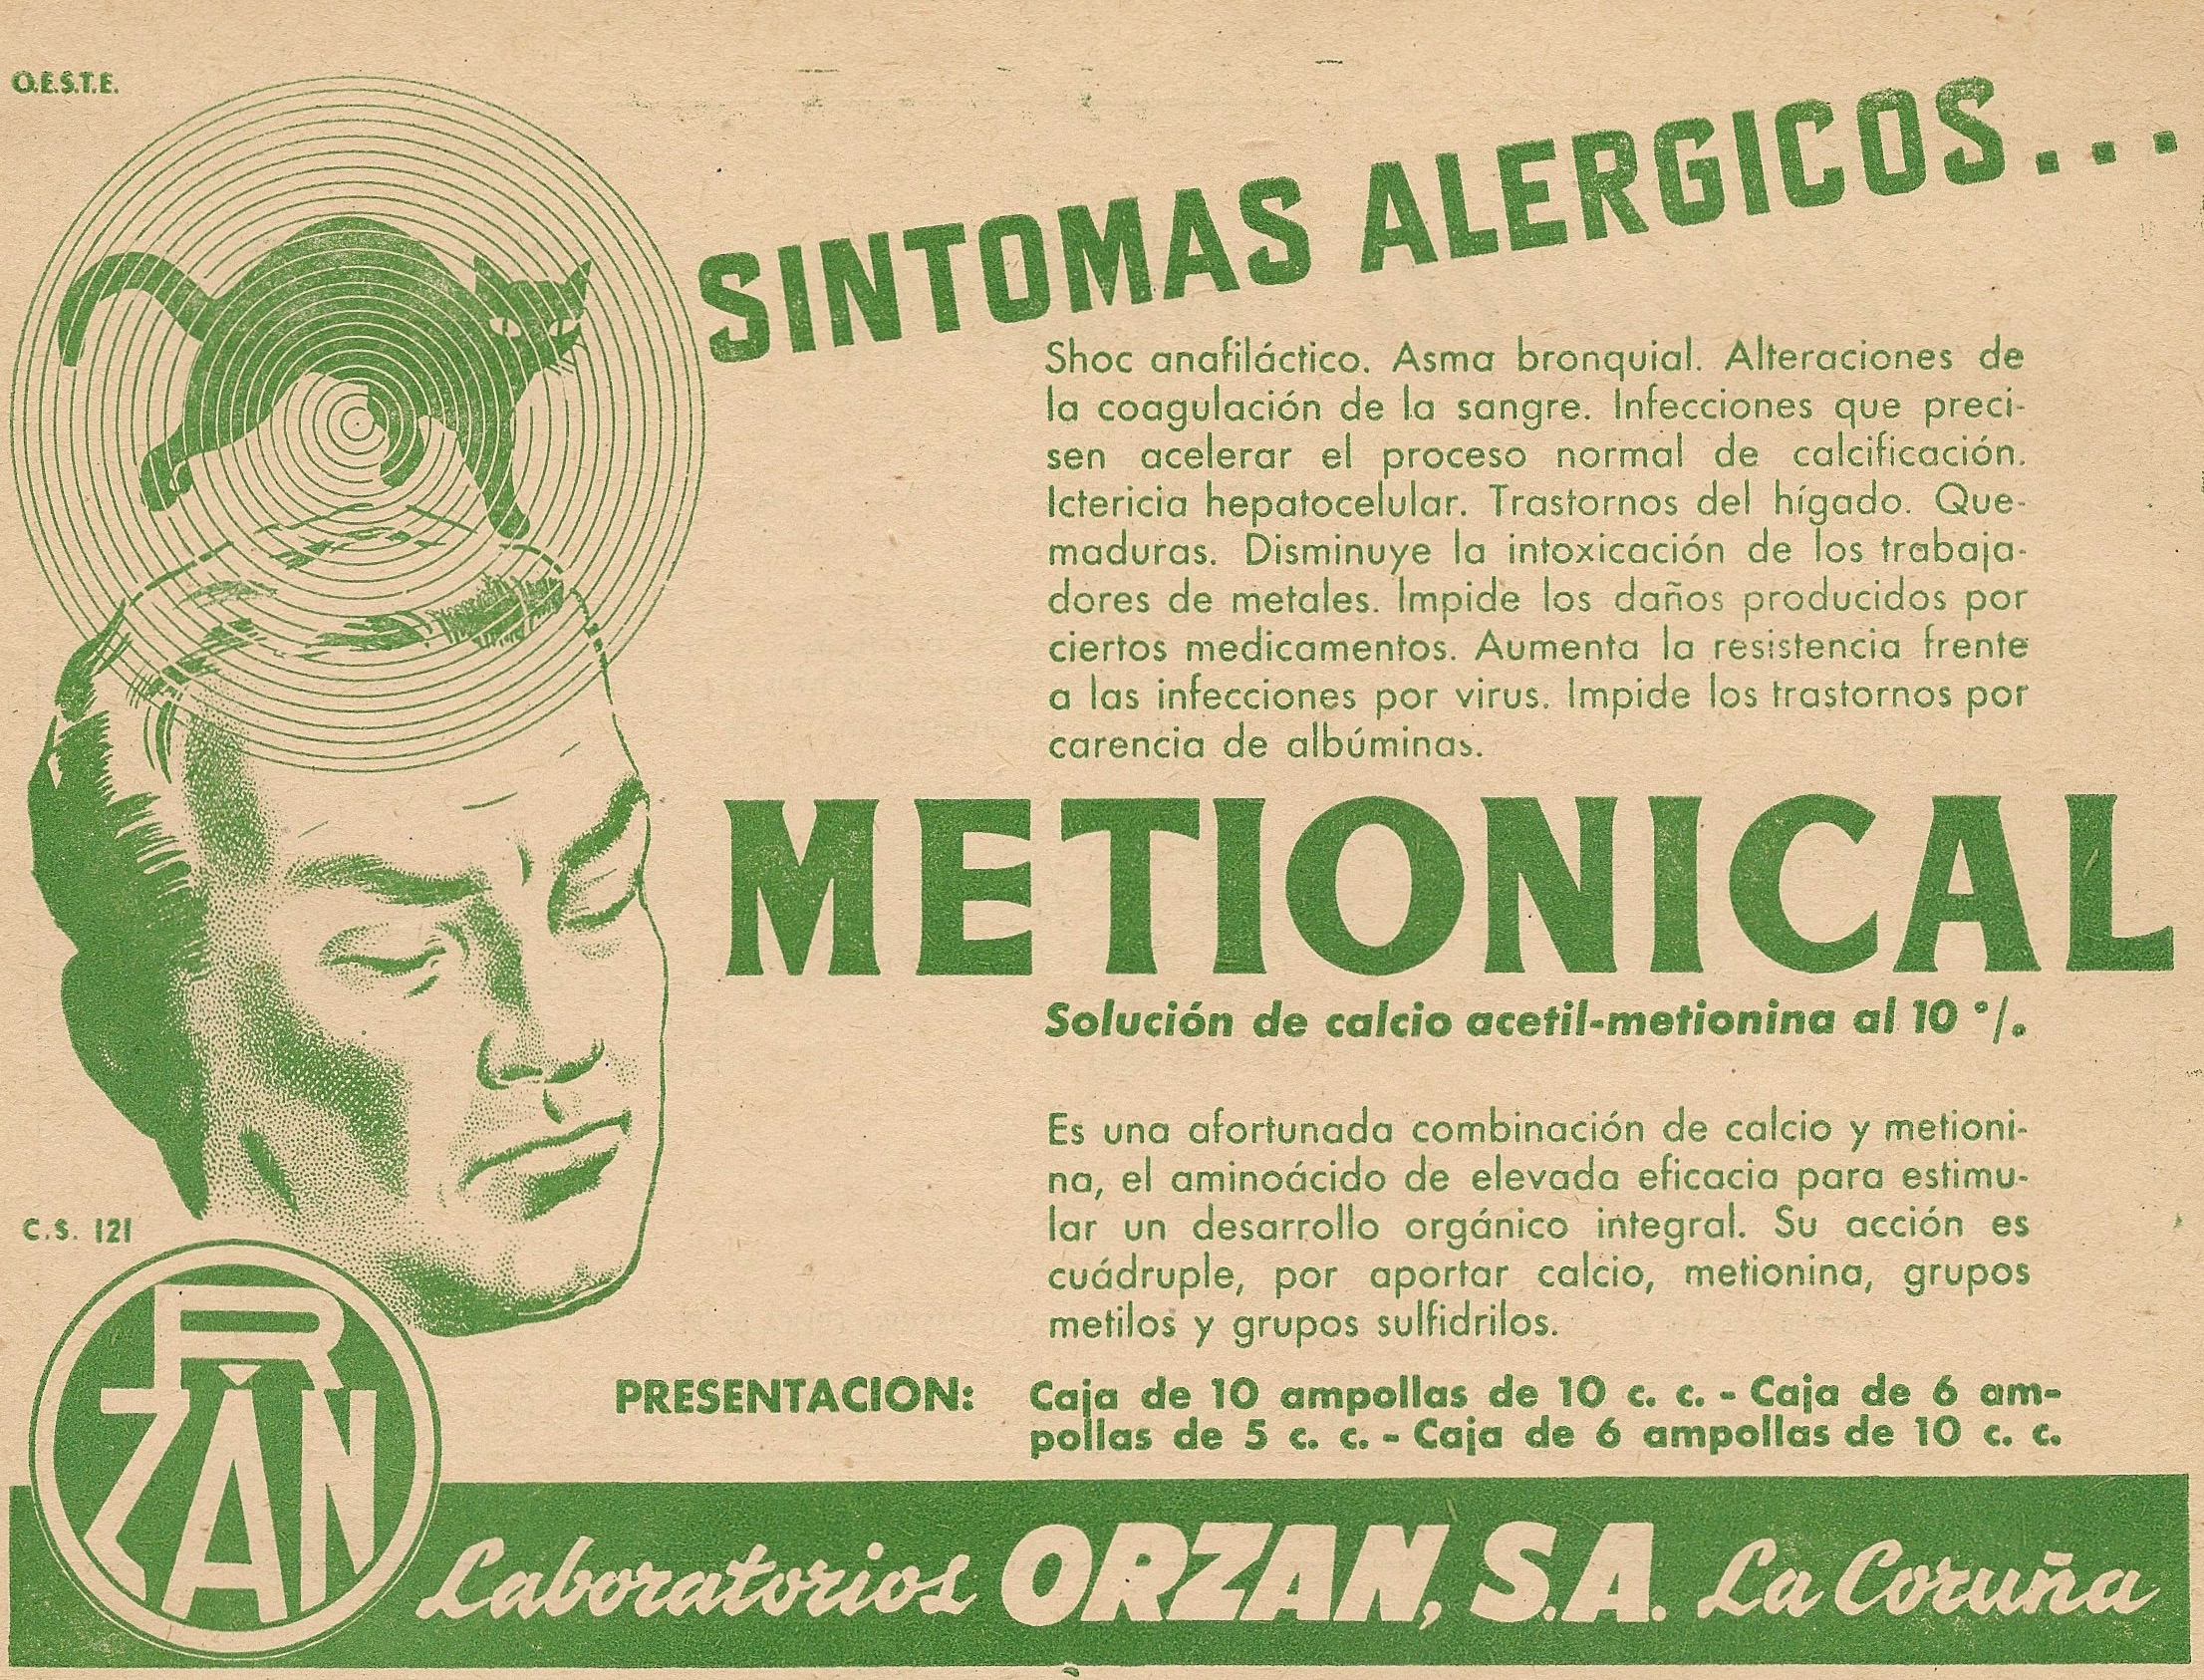 O.E.S.T.E.
SINTOMAS ALERGICOS...
Shoc anafiláctico. Asma bronquial. Alteraciones de
la coagulación de la sangre. Infecciones que preci-
sen acelerar el proceso normal de calcificación.
Ictericia hepatocelular. Trastornos del hígado. Que-
maduras. Disminuye la intoxicación de los trabaja-
dores de metales. Impide los daños producidos por
ciertos medicamentos. Aumenta la resistencia frente
a las infecciones por virus. Impide los trastornos por
carencia de albúminas.
METIONICAL
Solución de calcio acetil-metionina al 10 °/.
Es una afortunada combinación de calcio y metioni-
na, el aminoácido de elevada eficacia para estimu-
lar un desarrollo orgánico integral. Su acción es
cuádruple, por aportar calcio, metionina, grupos
metilos y grupos sulfidrilos.
C.S. 121
PRESENTACION: Caja de 10 ampollas de 10 c. c. - Caja de 6 am-
pollas de 5 c. c. - Caja de 6 ampollas de 10 c. c.
ORZAN
Laboratorios ORZAN, S.A. La Coruña